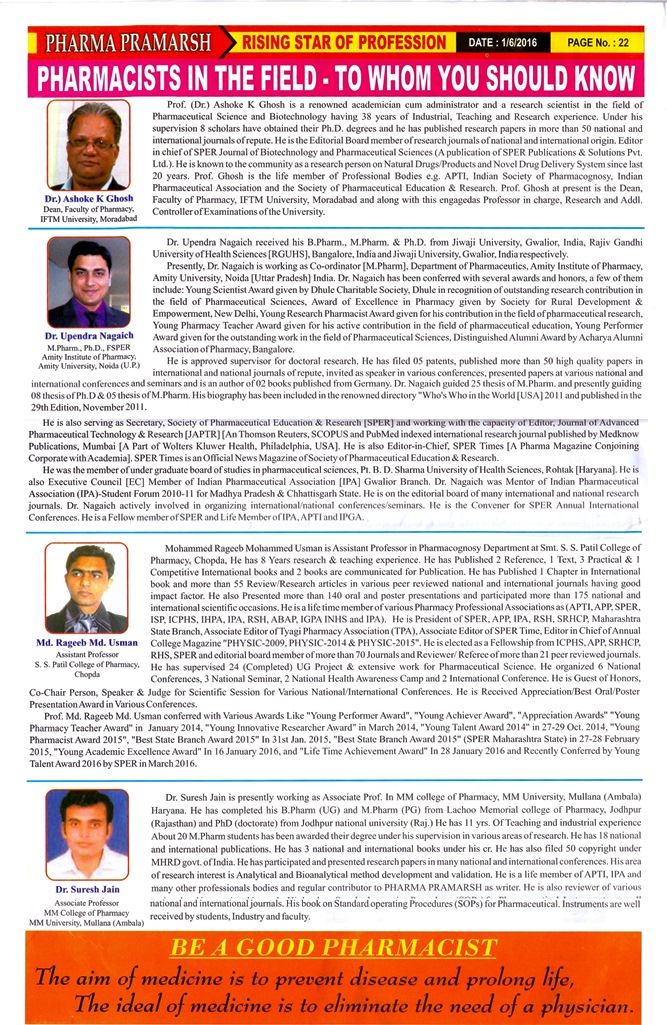 PHARMA PRAMARSH RISING STAR OF PROFESSION DATE : 1/6/2016 PAGE No. : 22
PHARMACISTS IN THE FIELD - TO WHOM YOU SHOULD KNOW
Dr.) Ashoke K Ghosh
Dean, Faculty of Pharmacy,
IFTM University, Moradabad
Prof. (Dr.) Ashoke K Ghosh is a renowned academician cum administrator and a research scientist in the field of
Pharmaceutical Science and Biotechnology having 38 years of Industrial, Teaching and Research experience. Under his
supervision 8 scholars have obtained their Ph.D. degrees and he has published research papers in more than 50 national and
international journals of repute. He is the Editorial Board member of research journals of national and international origin. Editor
in chief of SPER Journal of Biotechnology and Pharmaceutical Sciences (A publication of SPER Publications & Solutions Pvt.
Ltd.). He is known to the community as a research person on Natural Drugs/Products and Novel Drug Delivery System since last
20 years. Prof. Ghosh is the life member of Professional Bodies e.g. APTI, Indian Society of Pharmacognosy, Indian
Pharmaceutical Association and the Society of Pharmaceutical Education & Research. Prof. Ghosh at present is the Dean,
Faculty of Pharmacy, IFTM University, Moradabad and along with this engagedas Professor in charge, Research and Addl.
Controller of Examinations of the University.
Dr. Upendra Nagaich
M.Pharm., Ph.D., FSPER
Amity Institute of Pharmacy,
Amity University, Noida (U.P.)
Dr. Upendra Nagaich received his B.Pharm., M.Pharm. & Ph.D. from Jiwaji University, Gwalior, India, Rajiv Gandhi
University of Health Sciences [RGUHS], Bangalore, India and Jiwaji University, Gwalior, India respectively.
Presently, Dr. Nagaich is working as Co-ordinator [M.Pharm], Department of Pharmaceutics, Amity Institute of Pharmacy,
Amity University, Noida [Uttar Pradesh] India. Dr. Nagaich has been conferred with several awards and honors, a few of them
include: Young Scientist Award given by Dhule Charitable Society, Dhule in recognition of outstanding research contribution in
the field of Pharmaceutical Sciences, Award of Excellence in Pharmacy given by Society for Rural Development &
Empowerment, New Delhi, Young Research Pharmacist Award given for his contribution in the field of pharmaceutical research,
Young Pharmacy Teacher Award given for his active contribution in the field of pharmaceutical education, Young Performer
Award given for the outstanding work in the field of Pharmaceutical Sciences, Distinguished Alumni Award by Acharya Alumni
Association of Pharmacy, Bangalore.
He is approved supervisor for doctoral research. He has filed 05 patents, published more than 50 high quality papers in
international and national journals of repute, invited as speaker in various conferences, presented papers at various national and
international conferences and seminars and is an author of 02 books published from Germany. Dr. Nagaich guided 25 thesis of M.Pharm. and presently guiding
08 thesis of Ph.D & 05 thesis of M.Pharm. His biography has been included in the renowned directory "Who's Who in the World [USA] 2011 and published in the
29th Edition, November 2011.
He is also serving as Secretary, Society of Pharmaceutical Education & Research [SPER] and working with the capacity of Editor, Journal of Advanced
Pharmaceutical Technology & Research [JAPTR] [An Thomson Reuters, SCOPUS and PubMed indexed international research journal published by Medknow
Publications, Mumbai [A Part of Wolters Kluwer Health, Philadelphia, USA]. He is also Editor-in-Chief, SPER Times [A Pharma Magazine Conjoining
Corporate with Academia]. SPER Times is an Official News Magazine of Society of Pharmaceutical Education & Research.
He was the member of under graduate board of studies in pharmaceutical sciences, Pt. B. D. Sharma University of Health Sciences, Rohtak [Haryana]. He is
also Executive Council [EC] Member of Indian Pharmaceutical Association [IPA] Gwalior Branch. Dr. Nagaich was Mentor of Indian Pharmaceutical
Association (IPA)-Student Forum 2010-11 for Madhya Pradesh & Chhattisgarh State. He is on the editorial board of many international and national research
journals. Dr. Nagaich actively involved in organizing international/national conferences/seminars. He is the Convener for SPER Annual International
Conferences. He is a Fellow member of SPER and Life Member of IPA, APTI and IPGA.
Md. Rageeb Md. Usman
Assistant Professor
S. S. Patil College of Pharmacy,
Chopda
Mohammed Rageeb Mohammed Usman is Assistant Professor in Pharmacognosy Department at Smt. S. S. Patil College of
Pharmacy, Chopda, He has 8 Years research & teaching experience. He has Published 2 Reference, 1 Text, 3 Practical & 1
Competitive International books and 2 books are communicated for Publication. He has Published 1 Chapter in International
book and more than 55 Review/Research articles in various peer reviewed national and international journals having good
impact factor. He also Presented more than 140 oral and poster presentations and participated more than 175 national and
international scientific occasions. He is a life time member of various Pharmacy Professional Associations as (APTI, APP, SPER,
ISP, ICPHS, IHPA, IPA, RSH, ABAP, IGPA INHS and IPA). He is President of SPER, APP, IPA, RSH, SRHCP, Maharashtra
State Branch, Associate Editor of Tyagi Pharmacy Association (TPA), Associate Editor of SPER Time, Editor in Chief of Annual
College Magazine "PHYSIC-2009, PHYSIC-2014 & PHYSIC-2015". He is elected as a Fellowship from ICPHS, APP, SRHCP,
RHS, SPER and editorial member of more than 70 Journals and Reviewer/ Referee of more than 21 peer reviewed journals.
He has supervised 24 (Completed) UG Project & extensive work for Pharmaceutical Science. He organized 6 National
Conferences, 3 National Seminar, 2 National Health Awareness Camp and 2 International Conference. He is Guest of Honors,
Co-Chair Person, Speaker & Judge for Scientific Session for Various National/International Conferences. He is Received Appreciation/Best Oral/Poster
Presentation Award in Various Conferences.
Prof. Md. Rageeb Md. Usman conferred with Various Awards Like "Young Performer Award", "Young Achiever Award", "Appreciation Awards" "Young
Pharmacy Teacher Award" in January 2014, "Young Innovative Researcher Award" in March 2014, "Young Talent Award 2014" in 27-29 Oct. 2014, "Young
Pharmacist Award 2015", "Best State Branch Award 2015" In 31st Jan. 2015, "Best State Branch Award 2015" (SPER Maharashtra State) in 27-28 February
2015, "Young Academic Excellence Award" In 16 January 2016, and "Life Time Achievement Award" In 28 January 2016 and Recently Conferred by Young
Talent Award 2016 by SPER in March 2016.
Dr. Suresh Jain
Associate Professor
MM College of Pharmacy
MM University, Mullana (Ambala)
Dr. Suresh Jain is presently working as Associate Prof. In MM college of Pharmacy, MM University, Mullana (Ambala)
Haryana. He has completed his B.Pharm (UG) and M.Pharm (PG) from Lachoo Memorial college of Pharmacy, Jodhpur
(Rajasthan) and PhD (doctorate) from Jodhpur national university (Raj.) He has 11 yrs. Of Teaching and industrial experience
About 20 M.Pharm students has been awarded their degree under his supervision in various areas of research. He has 18 national
and international publications. He has 3 national and international books under his cr. He has also filed 50 copyright under
MHRD govt. of India. He has participated and presented research papers in many national and international conferences. His area
of research interest is Analytical and Bioanalytical method development and validation. He is a life member of APTI, IPA and
many other professionals bodies and regular contributor to PHARMA PRAMARSH as writer. He is also reviewer of various
national and international journals. His book on Standard operating Procedures (SOPs) for Pharmaceutical. Instruments are well
received by students, Industry and faculty.
BE A GOOD PHARMACIST
The aim of medicine is to prevent disease and prolong life,
The ideal of medicine is to eliminate the need of a physician.